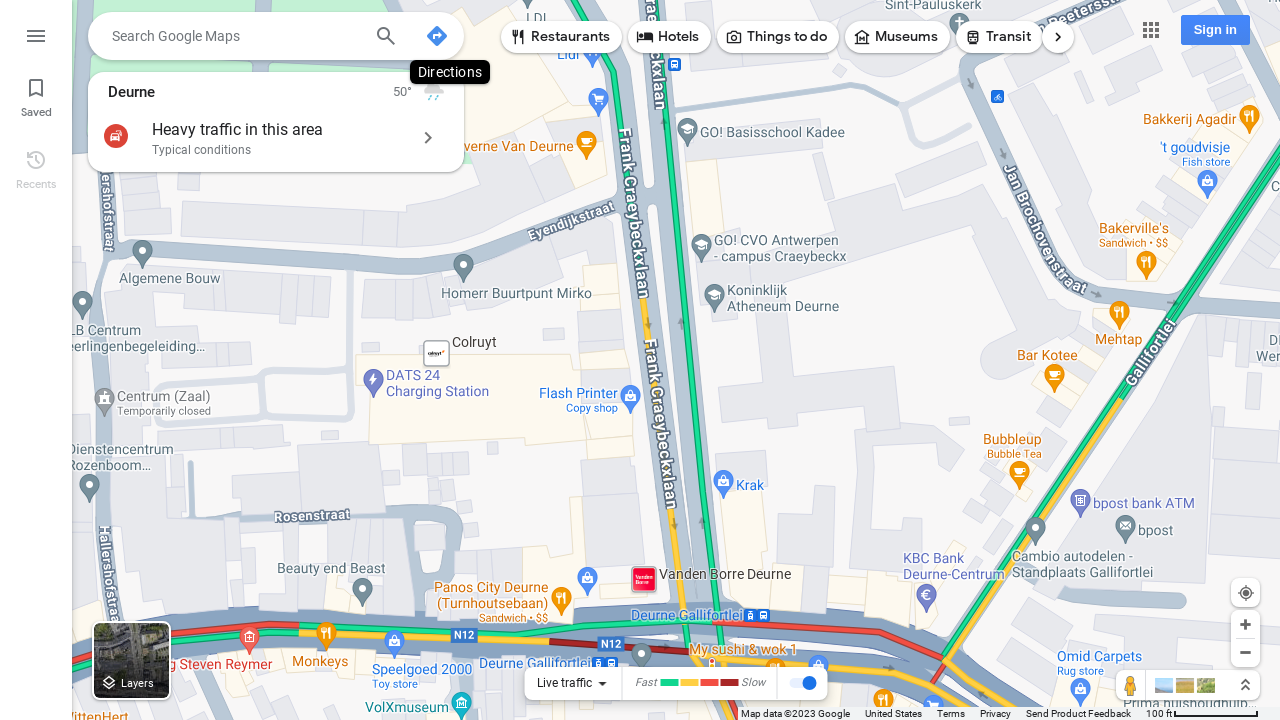 Search Google Maps
Directions
Deurne
50°
Heavy traffic in this area
Typical conditions
Saved
Recents
Restaurants
Hotels
Things to do
Museums
Transit
Sign in
LDL
Lidl
Sint-Pauluskerk
Peetersstr
GO! Basisschool Kadee
Bakkerij Agadir
't goudvisje
Fish store
verne Van Deurne
Frank Craeybeckxlaan
Jan Brochovenstraat
Eyendijkstraat
Bakerville's
Sandwich • $$
GO! CVO Antwerpen
- campus Craeybeckx
Algemene Bouw
Homerr Buurtpunt Mirko
Koninklijk
Atheneum Deurne
LB Centrum
eerlingenbegeleiding...
Colruyt
Mehtap
Bar Kotee
Gallifortlei
DATS 24
Charging Station
Flash Printer
Copy shop
Centrum (Zaal)
Temporarily closed
Frank Craeybeckxlaan
Dienstencentrum
Rozenboom...
Bubbleup
Bubble Tea
Krak
bpost bank ATM
bpost
Rosenstraat
Hallershofstraat
Cambio autodelen -
Standplaats Gallifortlei
KBC Bank
Deurne-Centrum
Beauty end Beast
Panos City Deurne
(Turnhoutsebaan)
Sandwich • $$
Vanden Borre Deurne
Deurne Gallifortlei
N12
N12
My sushi & wok 1
g Steven Reymer
Monkeys
Speelgoed 2000
Toy store
Deurne Gallifortlei
Omid Carpets
Rug store
VolXmuseum
WittenHert
Prima hulshoudhulp...
Layers
Live traffic
Fast
Slow
Map data ©2023 Google
United States
Terms
Privacy
Send Product Feedback
100 ft